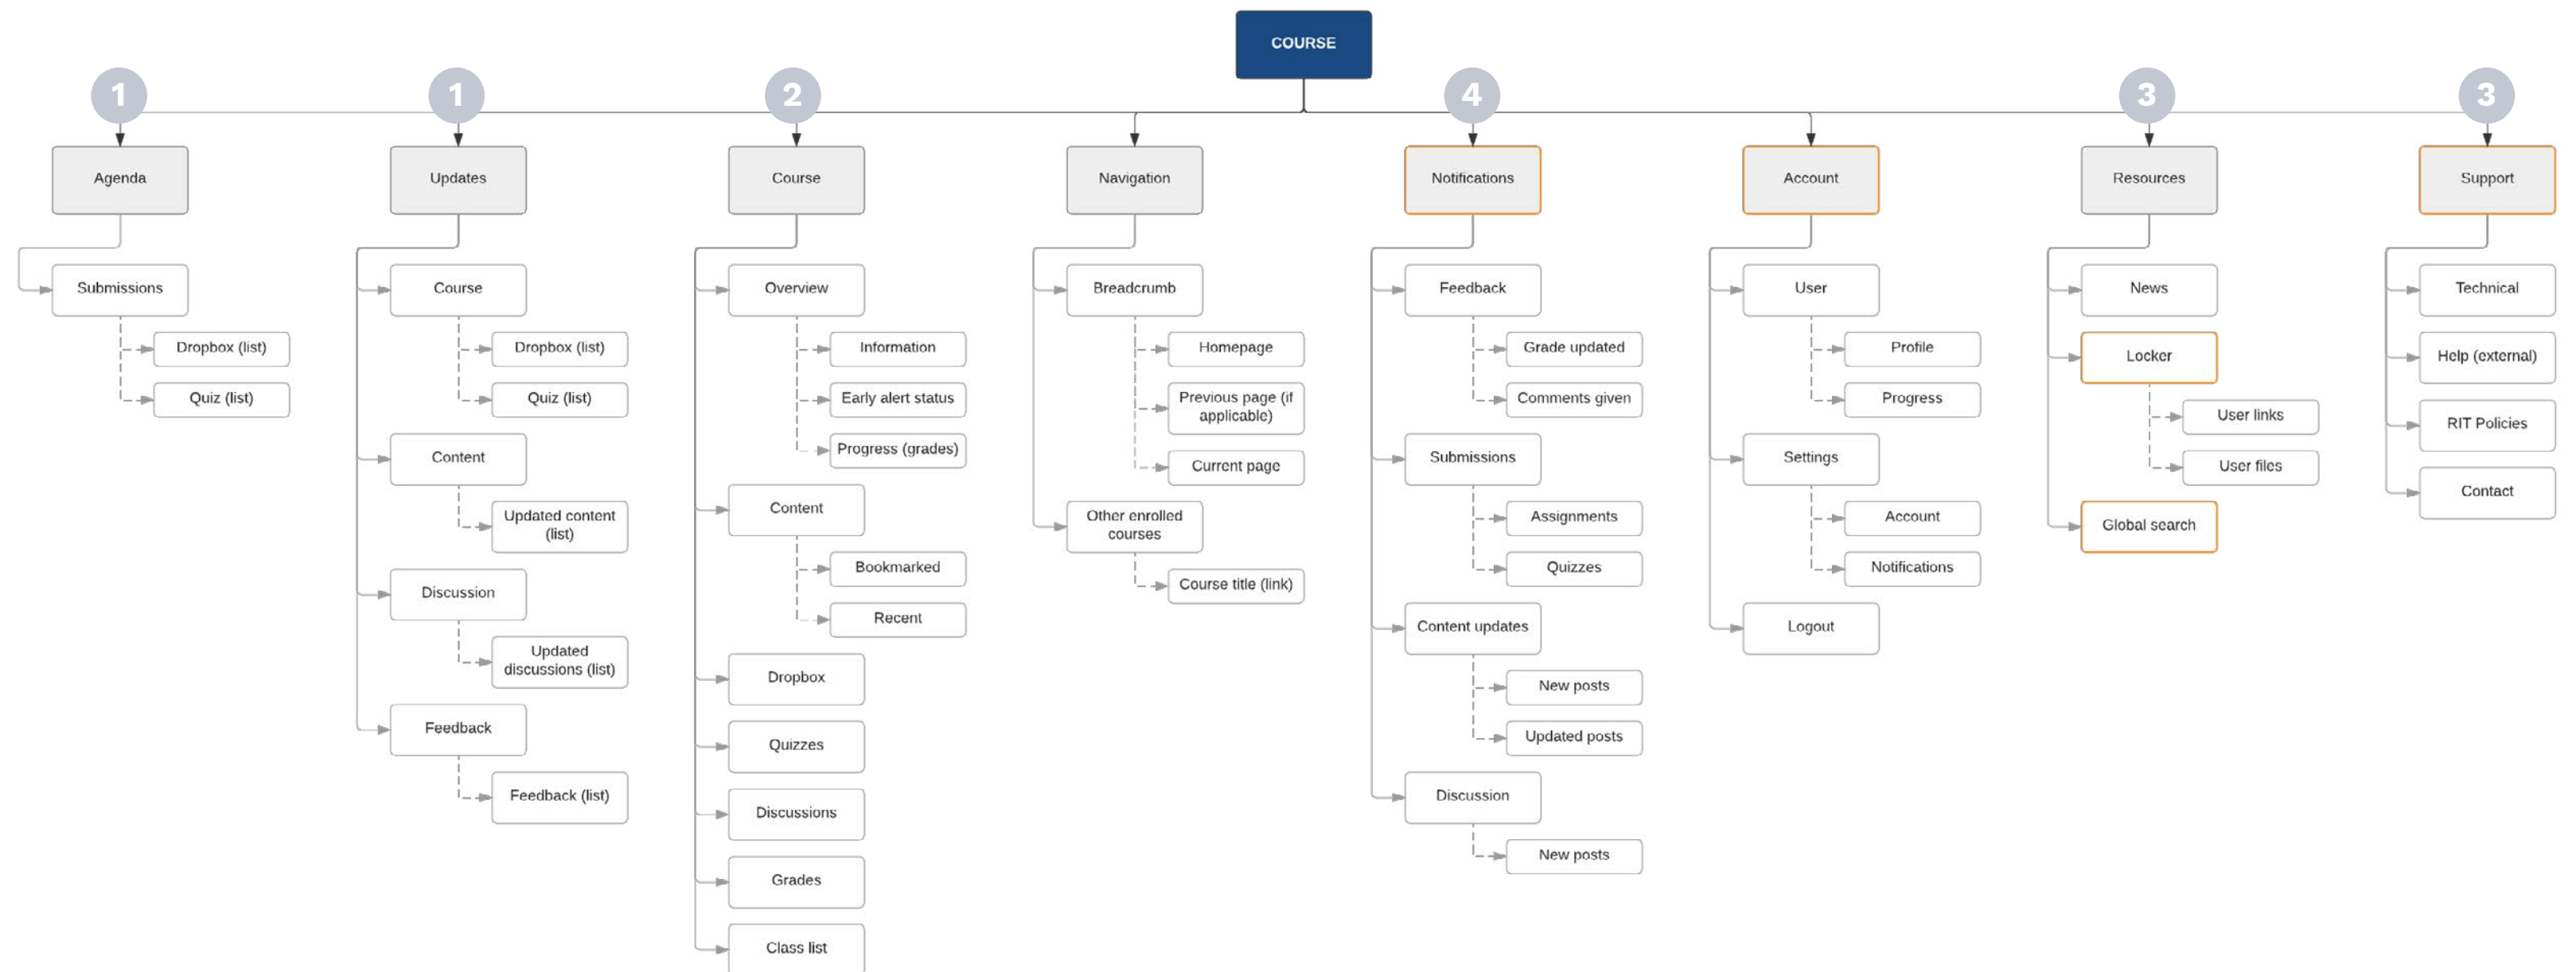 COURSE
1
1
2
4
3
3
Agenda
Updates
Course
Navigation
Notifications
Account
Resources
Support
Submissions
Dropbox (list)
Quiz (list)
Course
Dropbox (list)
Quiz (list)
Content
Updated content
(list)
Discussion
Updated
discussions (list)
Feedback
Feedback (list)
Overview
Information
Early alert status
Progress (grades)
Content
Bookmarked
Recent
Dropbox
Quizzes
Discussions
Grades
Class list
Breadcrumb
Homepage
Previous page (if
applicable)
Current page
Other enrolled
courses
Course title (link)
Feedback
Grade updated
Comments given
Submissions
Assignments
Quizzes
Content updates
New posts
Updated posts
Discussion
New posts
User
Profile
Progress
Settings
Account
Notifications
Logout
News
Locker
User links
User files
Global search
Technical
Help (external)
RIT Policies
Contact